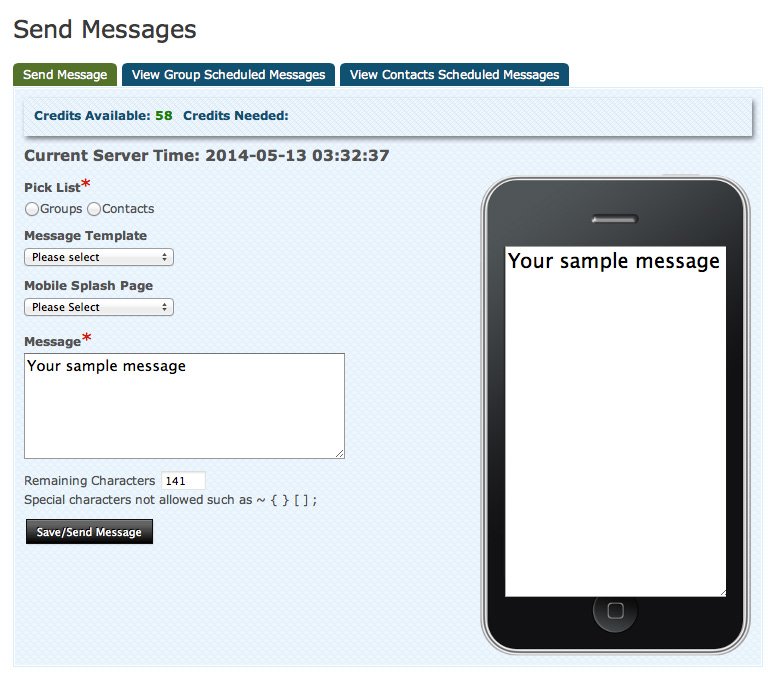 Send Messages
Send Message View Group Scheduled Messages View Contacts Scheduled Messages
Credits Available: 58 Credits Needed:
Current Server Time: 2014-05-13 03:32:37
Pick List*
Groups Contacts
Message Template
Please select
Mobile Splash Page
Please Select
Message*
Your sample message
Remaining Characters 141
Special characters not allowed such as ~ { } [ ] ;
Save/Send Message
Your sample message